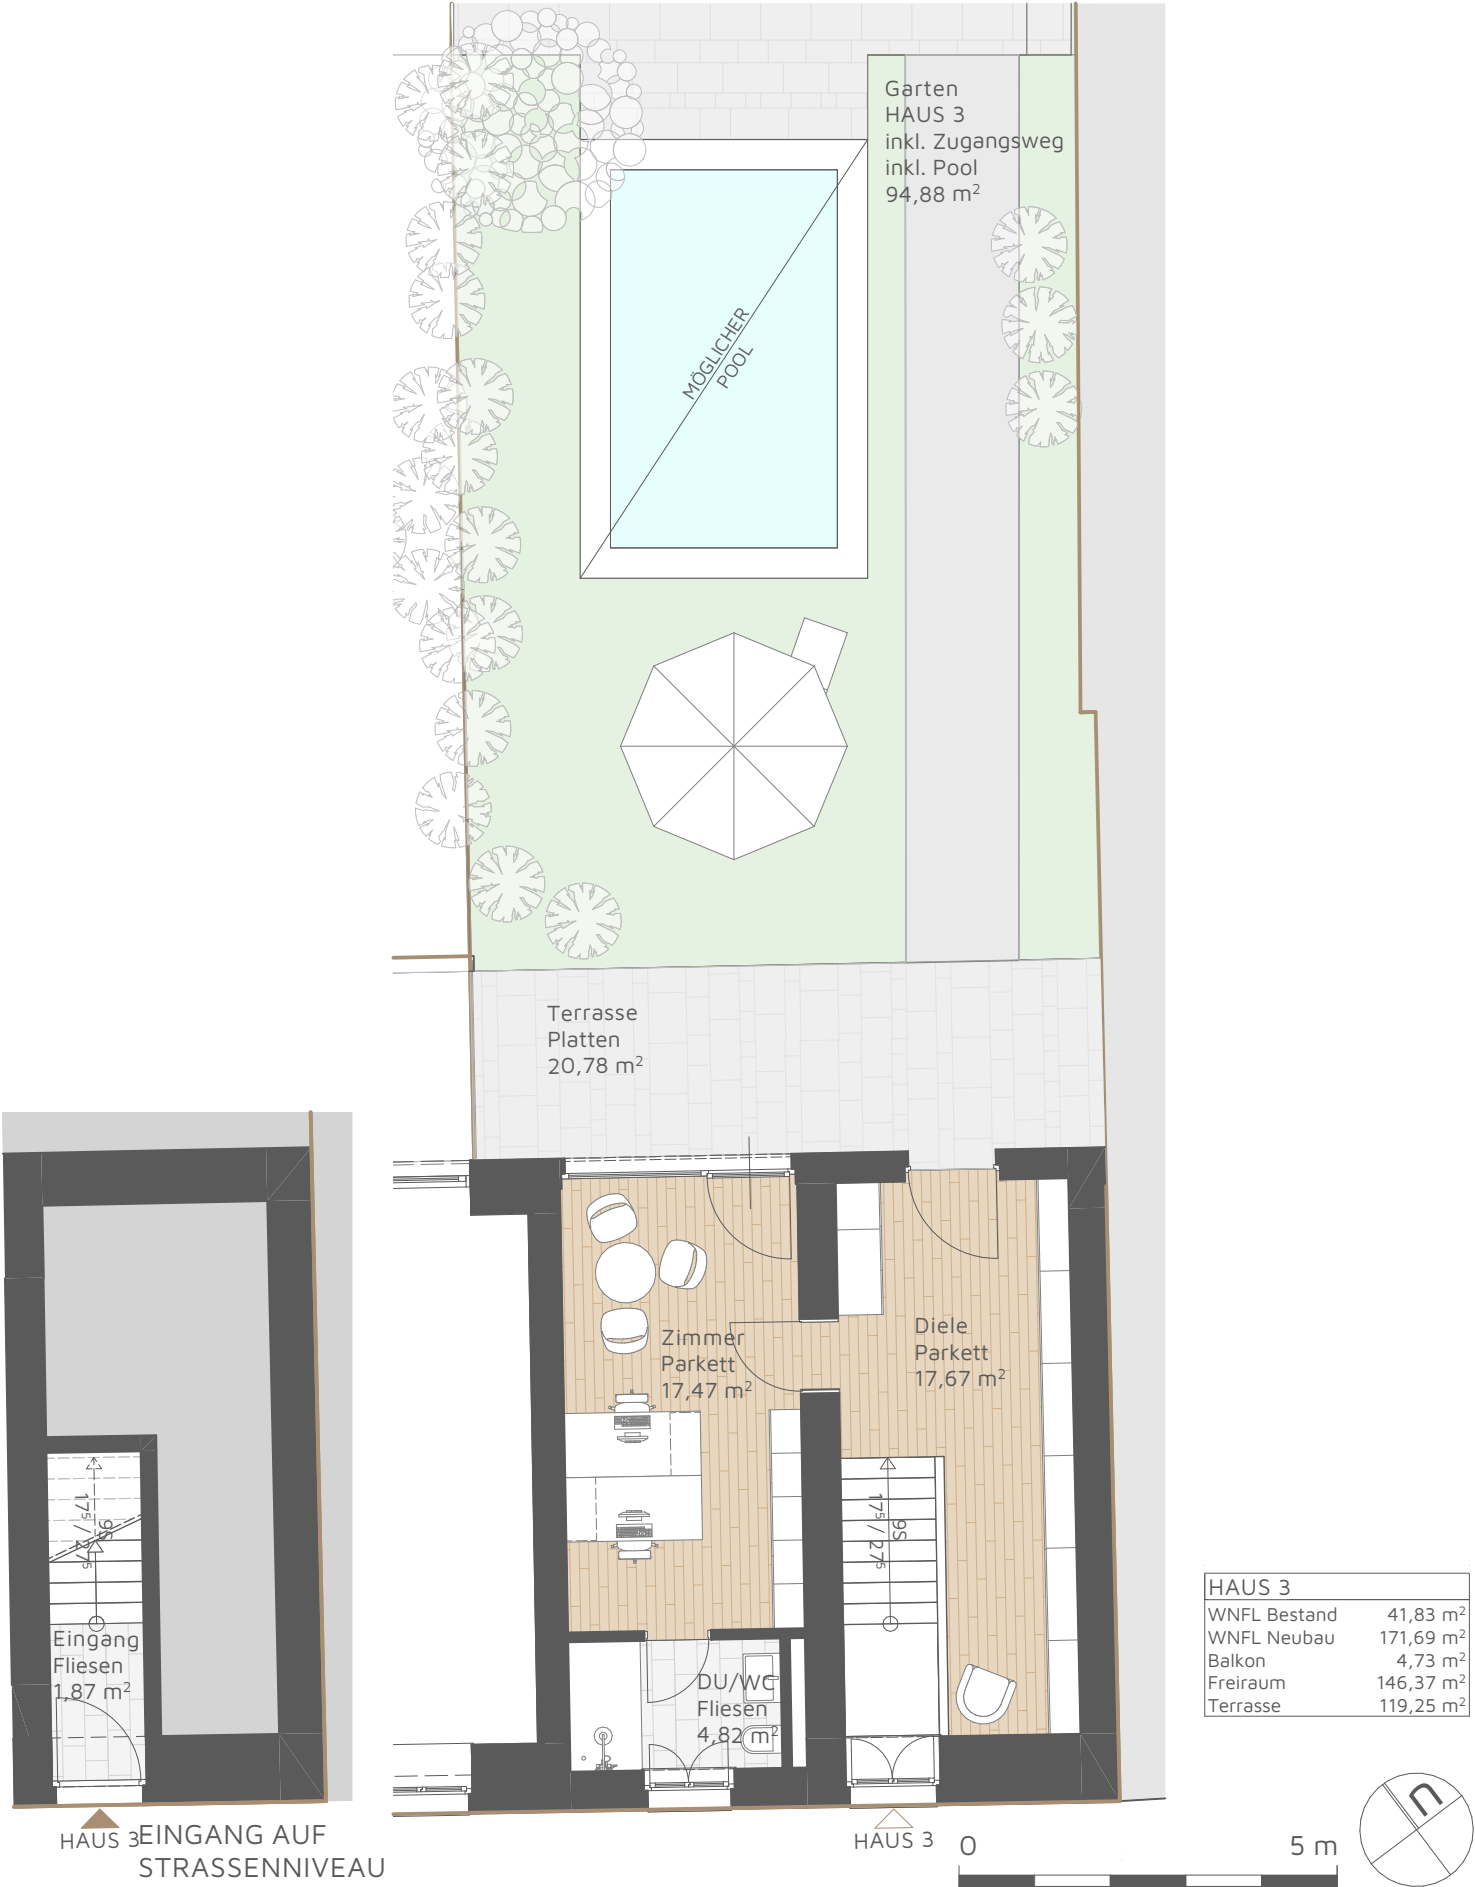 Garten
HAUS 3
inkl. Zugangsweg
inkl. Pool
94,88 m²
MÖGLICHER
POOL
Terrasse
Platten
20,78 m²
Zimmer
Parkett
17,47 m²
Diele
Parkett
17,67 m²
9S
17⁵ / 27⁵
9S
17⁵ / 27⁵
Eingang
Fliesen
1,87 m²
DU/WC
Fliesen
4,82 m²
HAUS 3
WNFL Bestand 41,83 m²
WNFL Neubau 171,69 m²
Balkon 4,73 m²
Freiraum 146,37 m²
Terrasse 119,25 m²
HAUS 3
EINGANG AUF
STRASSENNIVEAU
HAUS 3
0 5 m
n